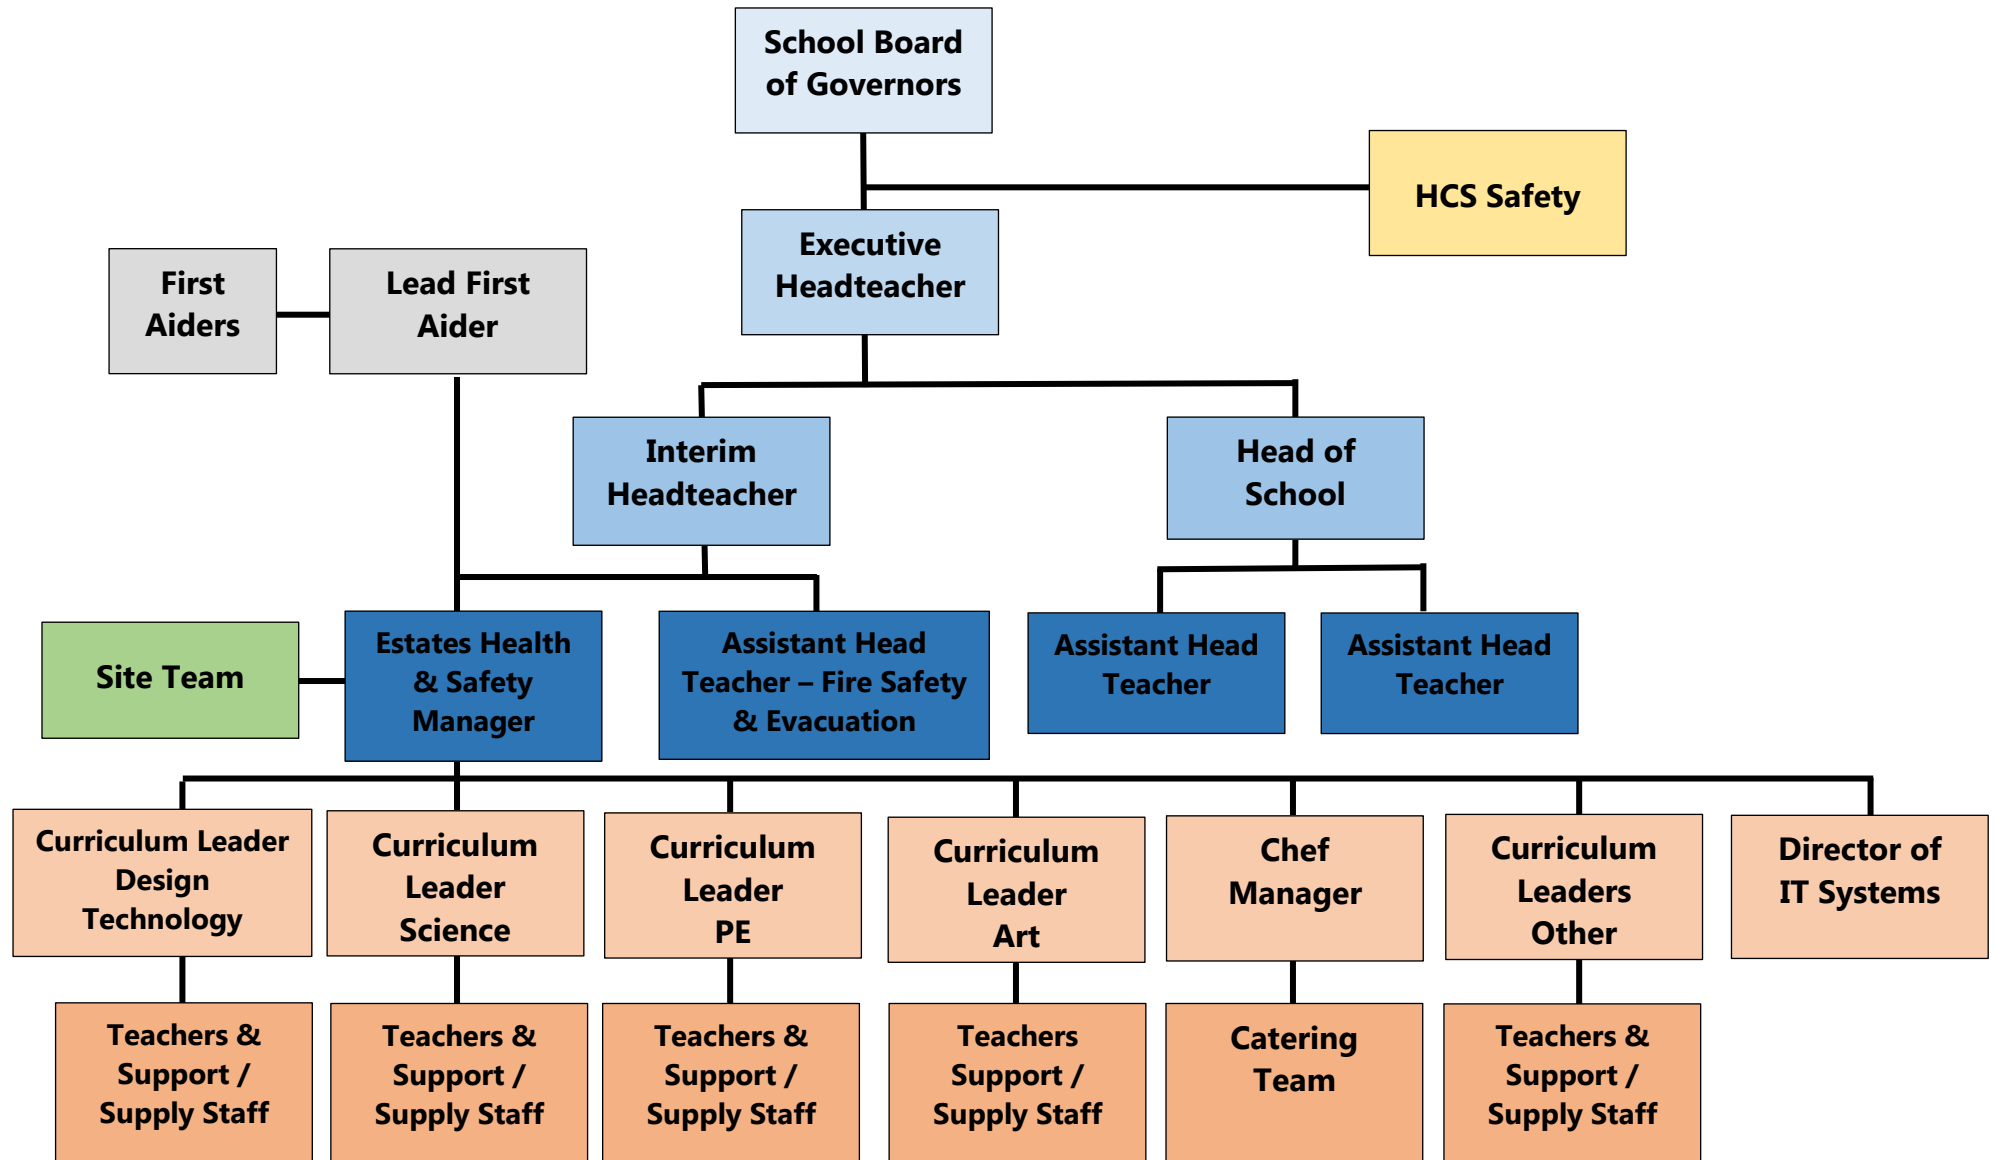 School Board
of Governors
HCS Safety
Executive
Headteacher
First
Aiders
Lead First
Aider
Interim
Headteacher
Head of
School
Site Team
Estates Health
& Safety
Manager
Assistant Head
Teacher – Fire Safety
& Evacuation
Assistant Head
Teacher
Assistant Head
Teacher
Curriculum Leader
Design
Technology
Curriculum
Leader
Science
Curriculum
Leader
PE
Curriculum
Leader
Art
Chef
Manager
Curriculum
Leaders
Other
Director of
IT Systems
Teachers &
Support /
Supply Staff
Teachers &
Support /
Supply Staff
Teachers &
Support /
Supply Staff
Teachers
Support /
Supply Staff
Catering
Team
Teachers &
Support /
Supply Staff